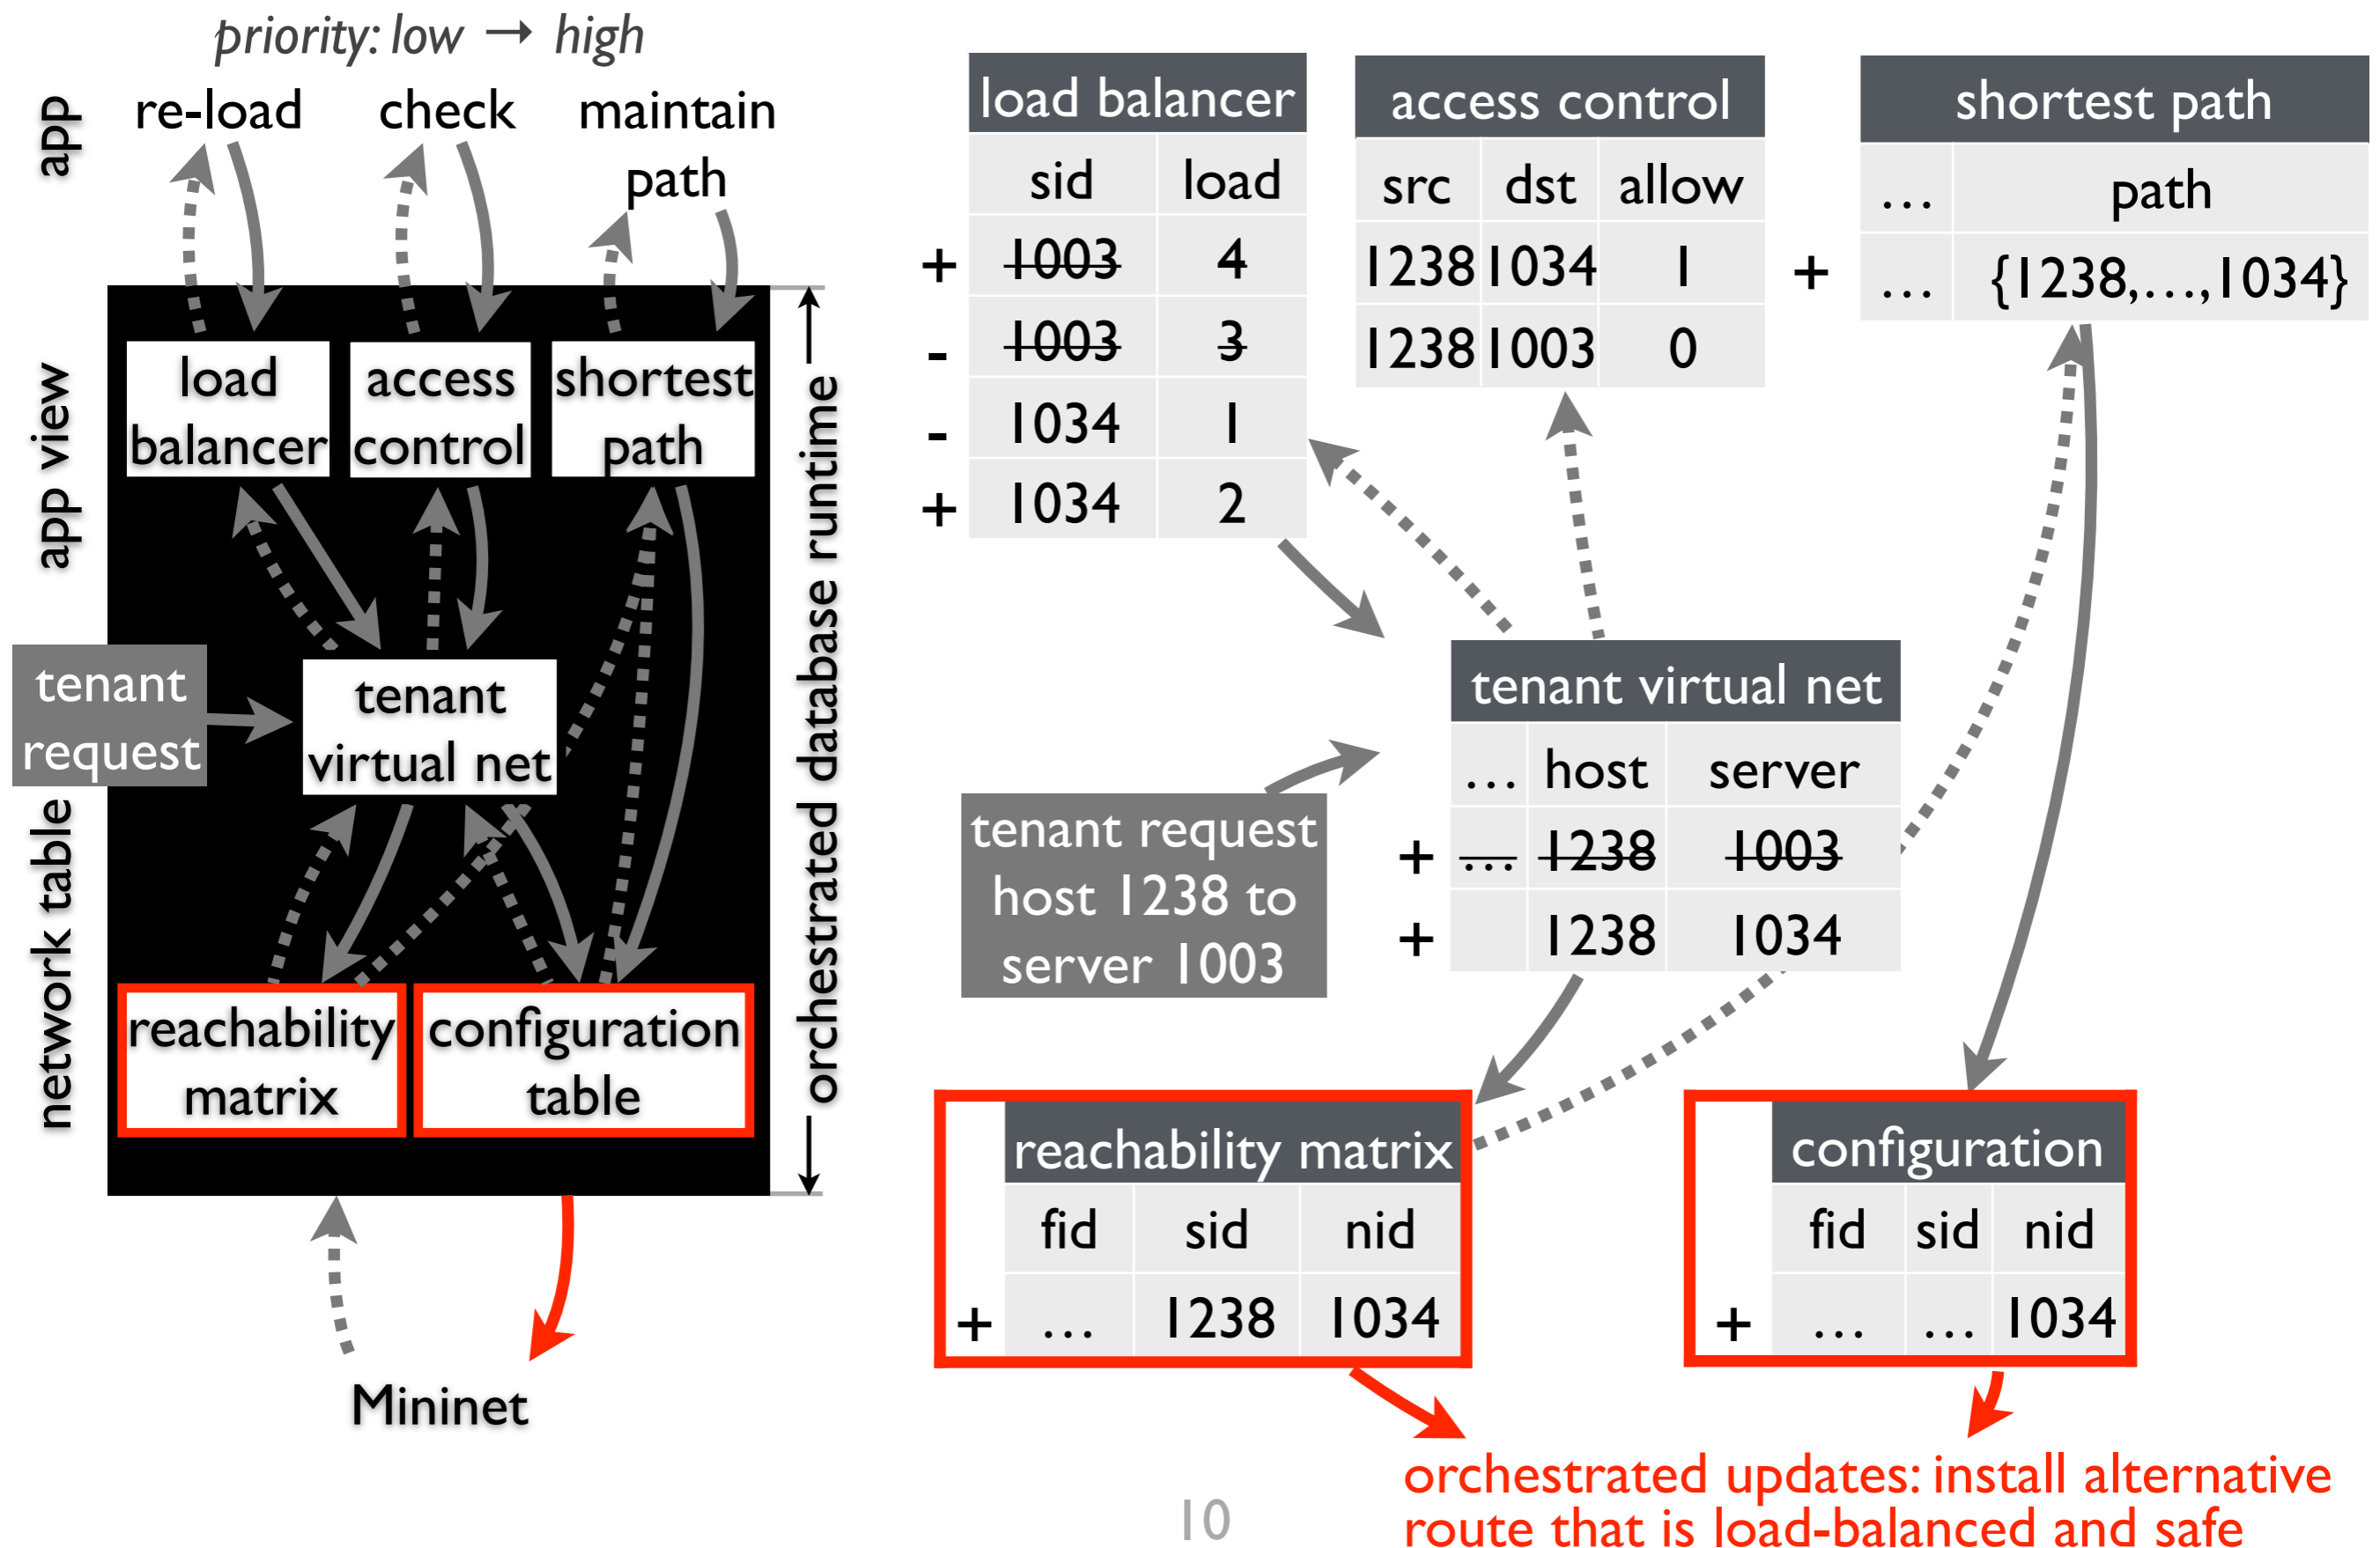 priority: low → high
app
re-load
check
maintain
path
app view
load
balancer
access
control
shortest
path
tenant
request
tenant
virtual net
network table
reachability
matrix
configuration
table
orchestrated database runtime
Mininet
load balancer
sid load
+ 1003 4
- 1003 3
- 1034 1
+ 1034 2
access control
src dst allow
1238 1034 1
1238 1003 0
shortest path
… path
+ … {1238,…,1034}
tenant request
host 1238 to
server 1003
tenant virtual net
… host server
+ … 1238 1003
+ 1238 1034
reachability matrix
fid sid nid
+ … 1238 1034
configuration
fid sid nid
+ … … 1034
orchestrated updates: install alternative
route that is load-balanced and safe
10